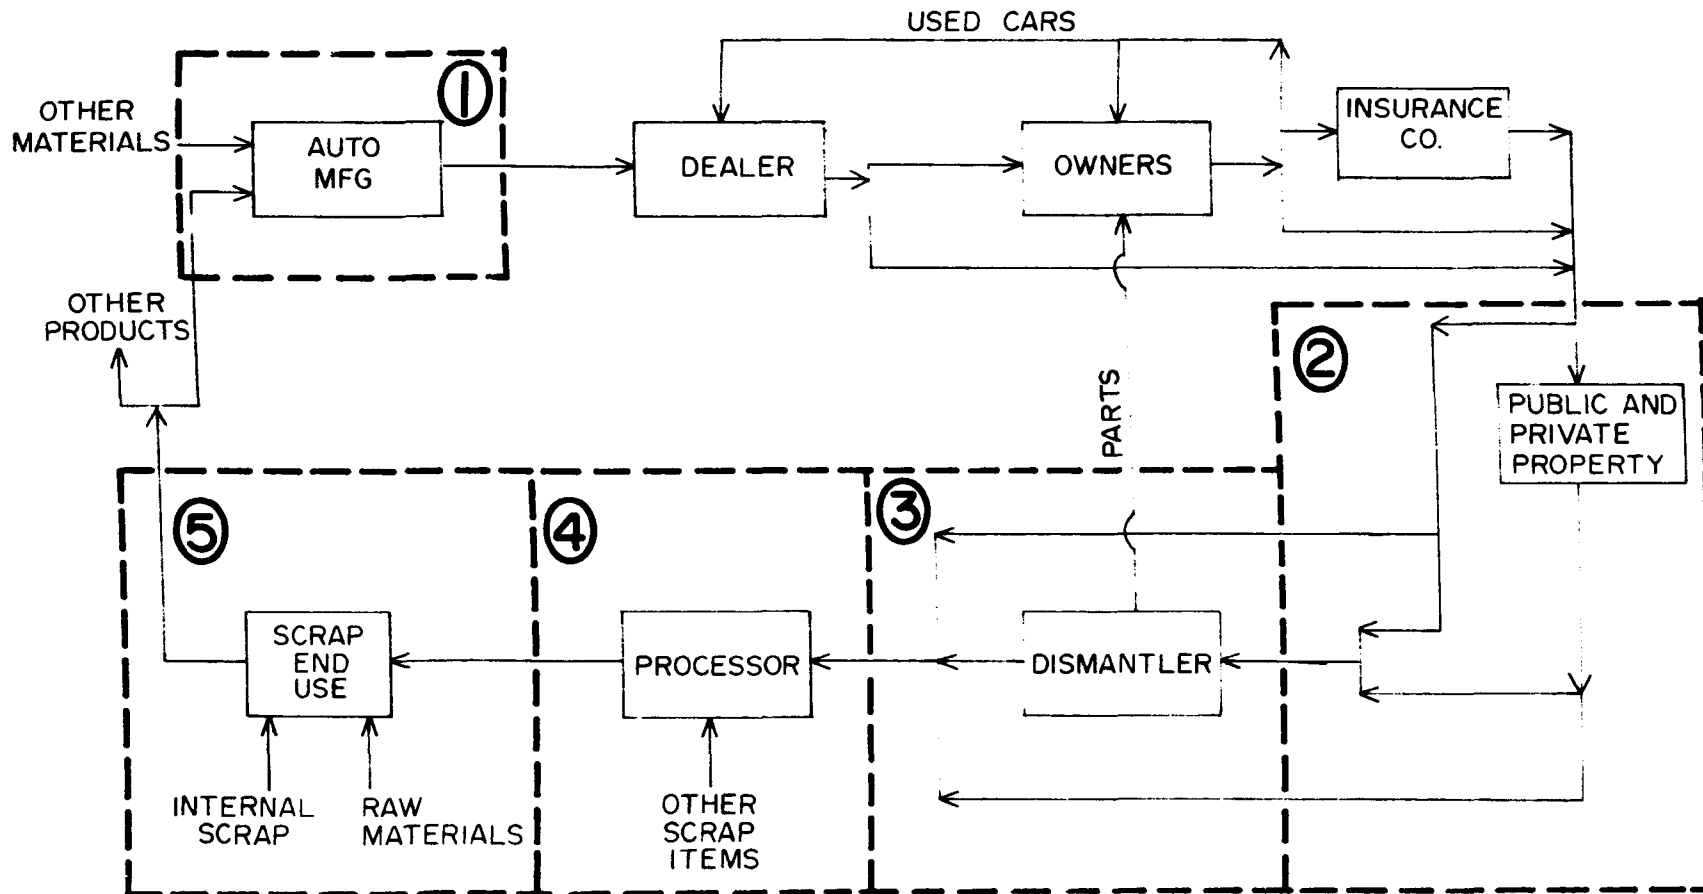 USED CARS
①
OTHER
MATERIALS
AUTO
MFG
DEALER
OWNERS
INSURANCE
CO.
OTHER
PRODUCTS
②
PUBLIC AND
PRIVATE
PROPERTY
PARTS
⑤
④
③
SCRAP
END
USE
PROCESSOR
DISMANTLER
INTERNAL
SCRAP
RAW
MATERIALS
OTHER
SCRAP
ITEMS